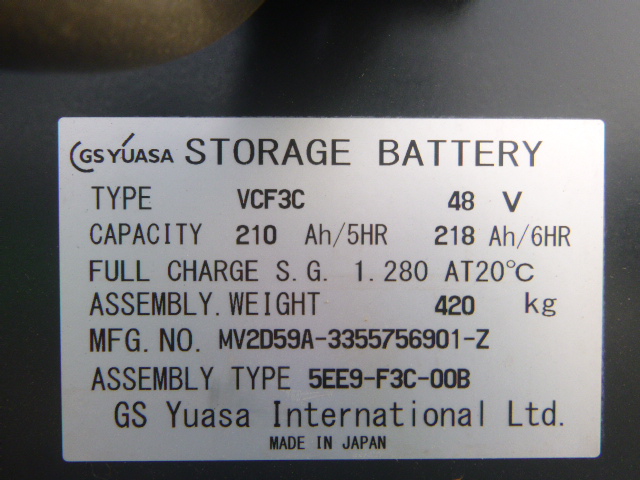 GS YUASA STORAGE BATTERY
TYPE VCF3C 48 V
CAPACITY 210 Ah/5HR 218 Ah/6HR
FULL CHARGE S.G. 1.280 AT20℃
ASSEMBLY.WEIGHT 420 kg
MFG.NO. MV2D59A-3355756901-Z
ASSEMBLY TYPE 5EE9-F3C-00B
GS Yuasa International Ltd.
MADE IN JAPAN